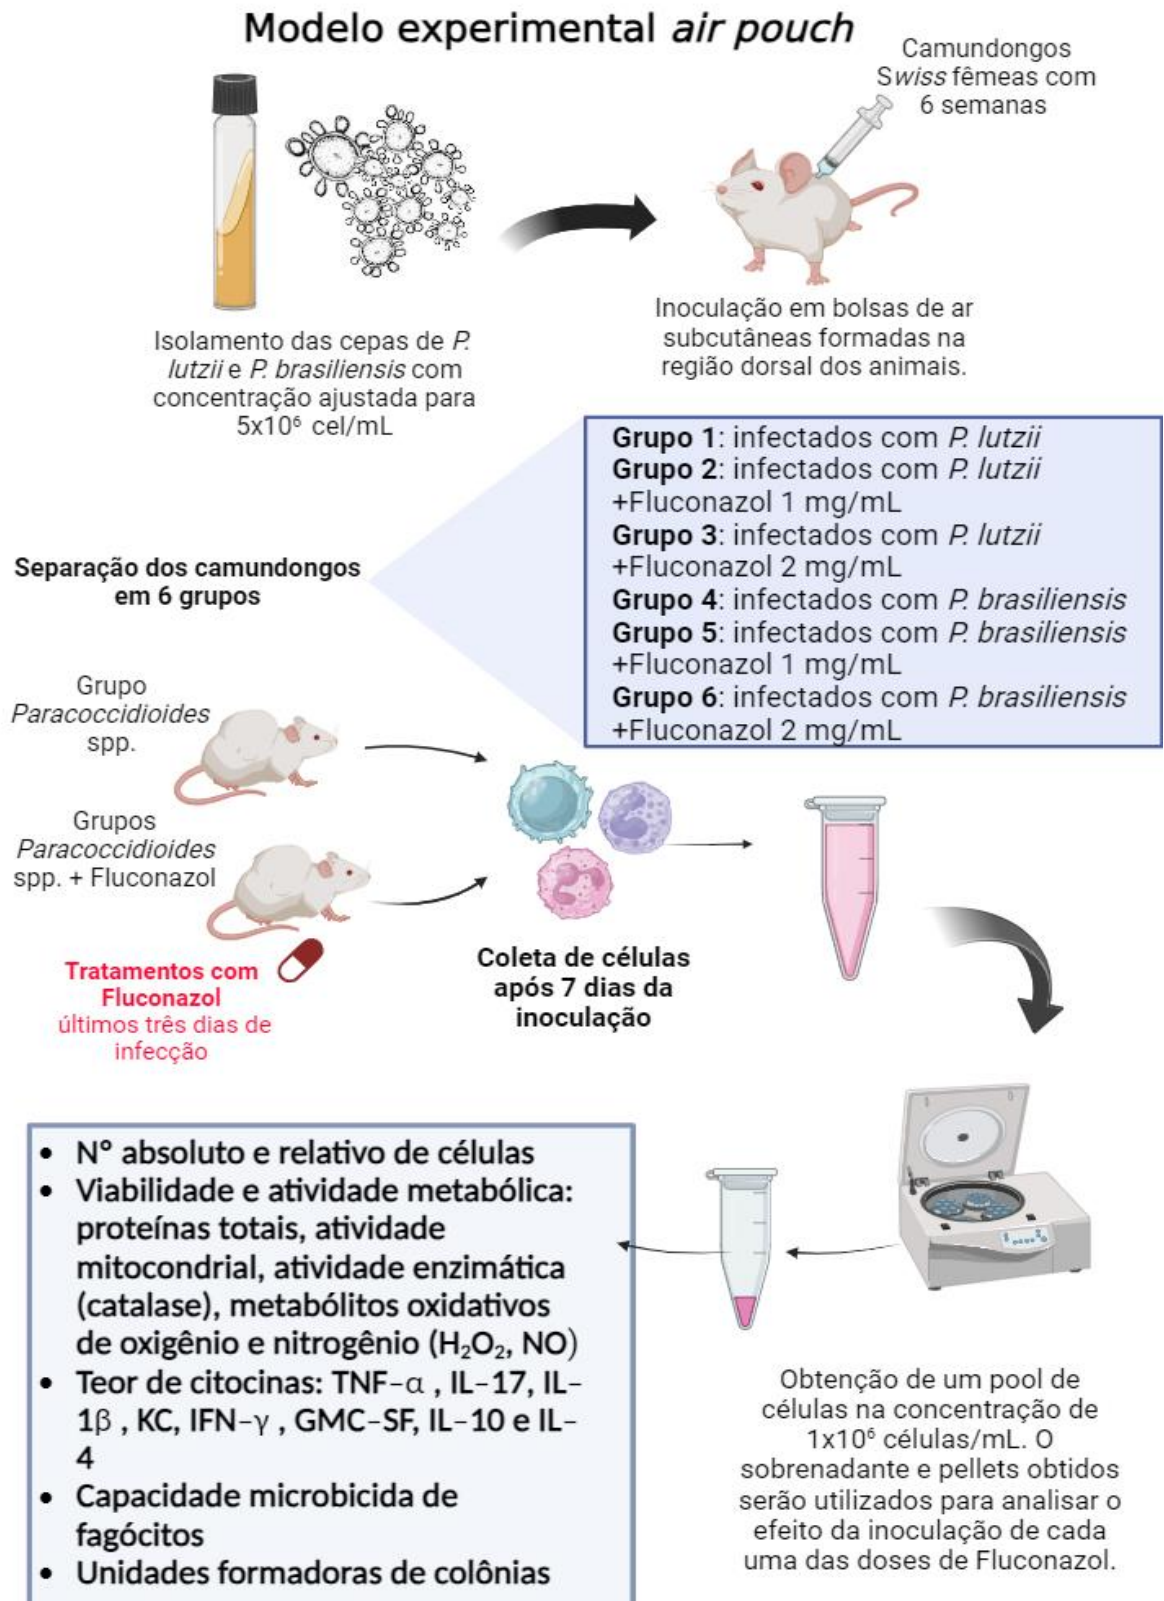 Modelo experimental air pouch
Camundongos
Swiss fêmeas com
6 semanas
Isolamento das cepas de P.
lutzii e P. brasiliensis com
concentração ajustada para
5x10⁶ cel/mL
Inoculação em bolsas de ar
subcutâneas formadas na
região dorsal dos animais.
Separação dos camundongos
em 6 grupos
Grupo 1: infectados com P. lutzii
Grupo 2: infectados com P. lutzii
+Fluconazol 1 mg/mL
Grupo 3: infectados com P. lutzii
+Fluconazol 2 mg/mL
Grupo 4: infectados com P. brasiliensis
Grupo 5: infectados com P. brasiliensis
+Fluconazol 1 mg/mL
Grupo 6: infectados com P. brasiliensis
+Fluconazol 2 mg/mL
Grupo
Paracoccidioides
spp.
Grupos
Paracoccidioides
spp. + Fluconazol
Tratamentos com
Fluconazol
últimos três dias de
infecção
Coleta de células
após 7 dias da
inoculação
Obtenção de um pool de
células na concentração de
1x10⁶ células/mL. O
sobrenadante e pellets obtidos
serão utilizados para analisar o
efeito da inoculação de cada
uma das doses de Fluconazol.
• Nº absoluto e relativo de células
• Viabilidade e atividade metabólica:
proteínas totais, atividade
mitocondrial, atividade enzimática
(catalase), metabólitos oxidativos
de oxigênio e nitrogênio (H₂O₂, NO)
• Teor de citocinas: TNF-α , IL-17, IL-
1β , KC, IFN-γ , GMC-SF, IL-10 e IL-
4
• Capacidade microbicida de
fagócitos
• Unidades formadoras de colônias